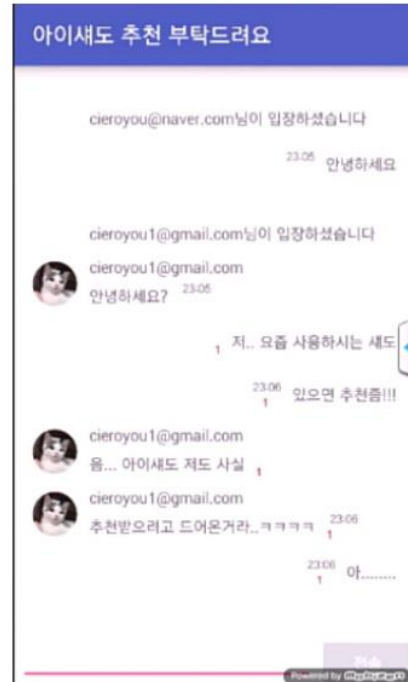 아이섀도 추천 부탁드려요
cieroyou@naver.com님이 입장하셨습니다
23:05 안녕하세요
cieroyou1@gmail.com님이 입장하셨습니다
cieroyou1@gmail.com
안녕하세요? 23:05
1 저.. 요즘 사용하시는 섀도
23:06 1 있으면 추천즘!!!
cieroyou1@gmail.com
음... 아이섀도 저도 사실 1
cieroyou1@gmail.com
추천받으려고 드어온거라..ㅋㅋㅋㅋ 23:06 1
23:06 1 아........
전송
Powered by